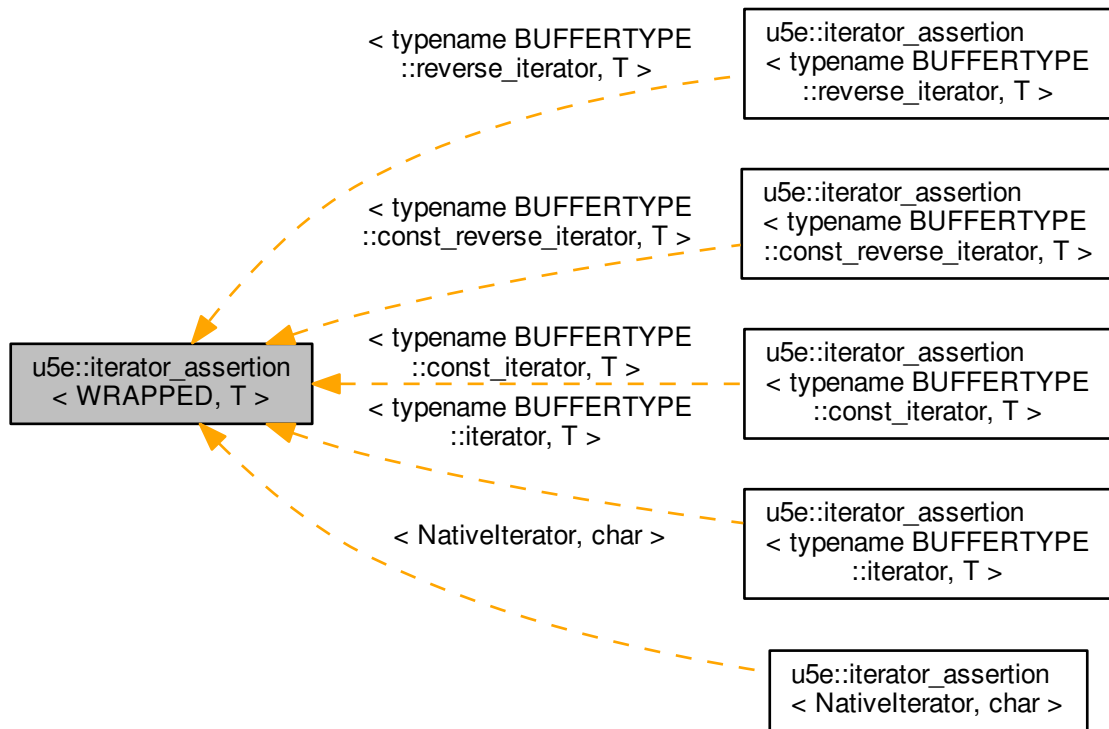 < typename BUFFERTYPE
::reverse_iterator, T >
u5e::iterator_assertion
< typename BUFFERTYPE
::reverse_iterator, T >
< typename BUFFERTYPE
::const_reverse_iterator, T >
u5e::iterator_assertion
< typename BUFFERTYPE
::const_reverse_iterator, T >
u5e::iterator_assertion
< WRAPPED, T >
< typename BUFFERTYPE
::const_iterator, T >
u5e::iterator_assertion
< typename BUFFERTYPE
::const_iterator, T >
< typename BUFFERTYPE
::iterator, T >
u5e::iterator_assertion
< typename BUFFERTYPE
::iterator, T >
< NativeIterator, char >
u5e::iterator_assertion
< NativeIterator, char >